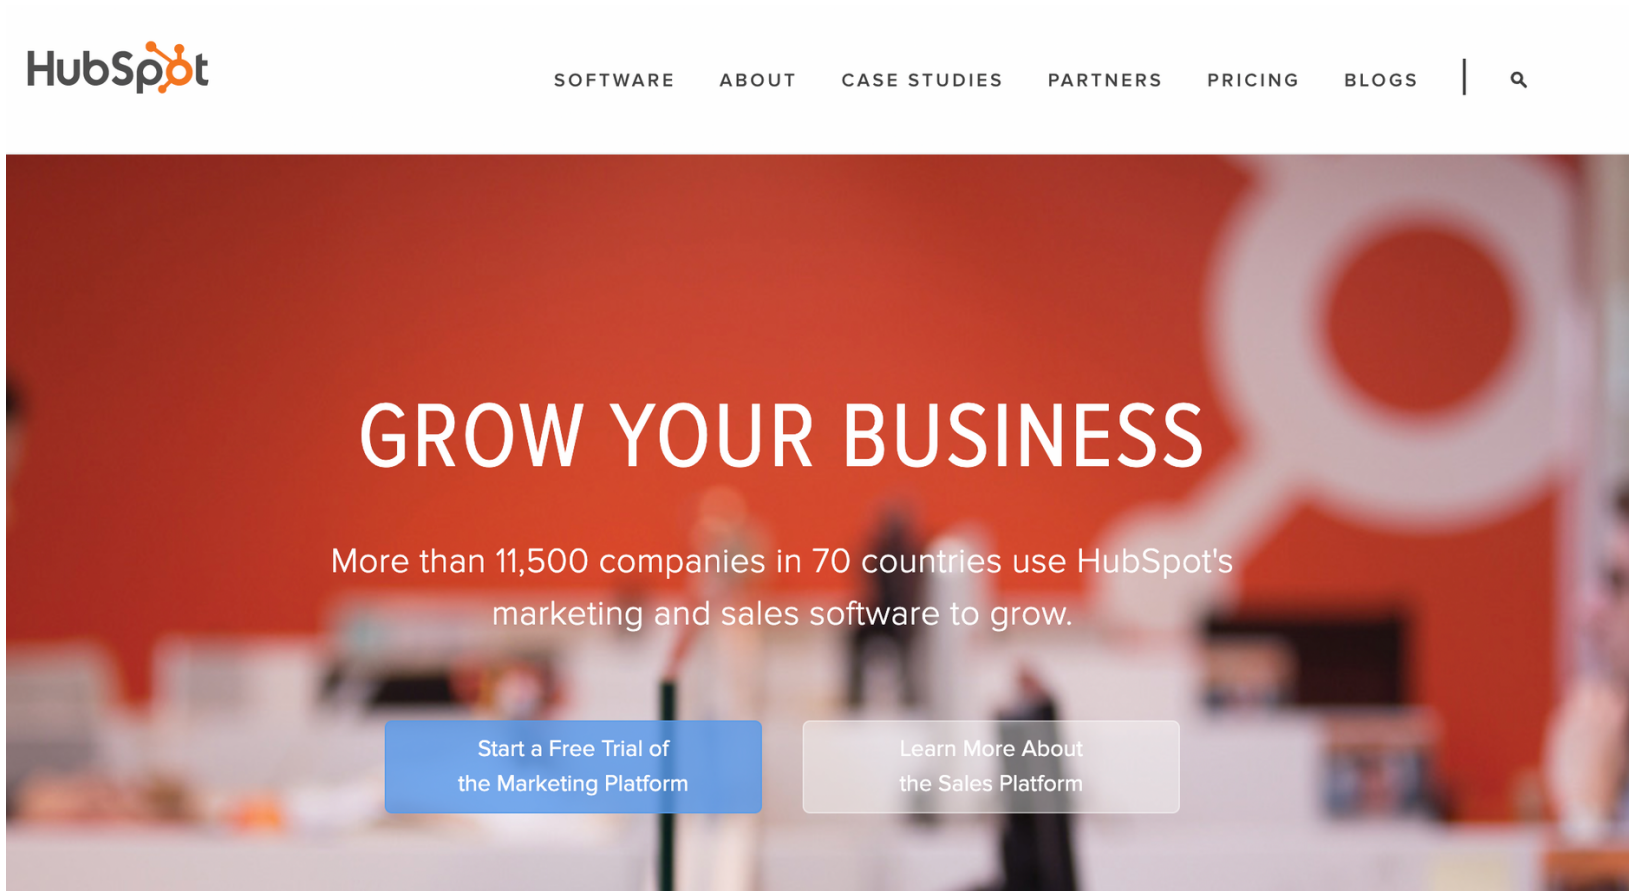 HubSpot
SOFTWARE ABOUT CASE STUDIES PARTNERS PRICING BLOGS
GROW YOUR BUSINESS
More than 11,500 companies in 70 countries use HubSpot's
marketing and sales software to grow.
Start a Free Trial of
the Marketing Platform
Learn More About
the Sales Platform